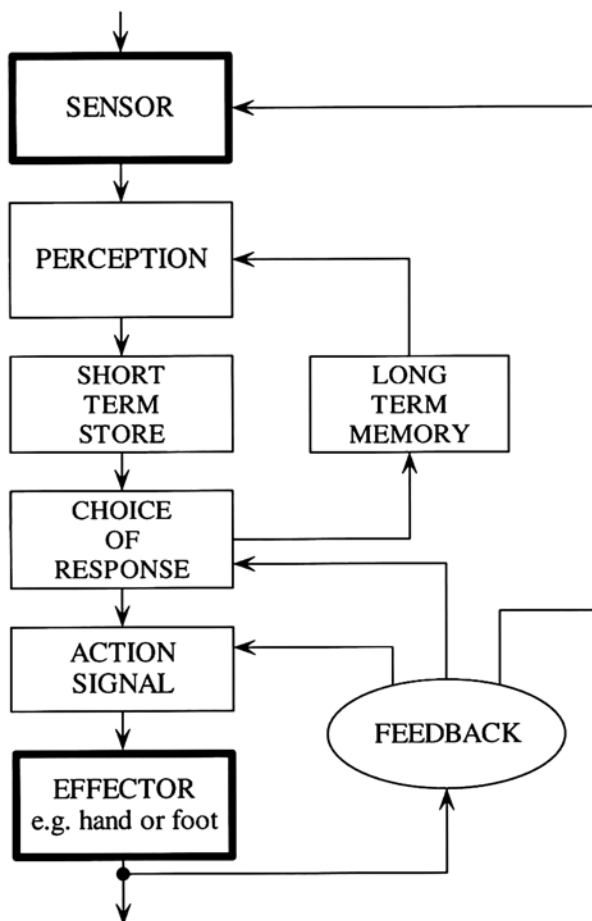 SENSOR
PERCEPTION
SHORT
TERM
STORE
LONG
TERM
MEMORY
CHOICE
OF
RESPONSE
ACTION
SIGNAL
FEEDBACK
EFFECTOR
e.g. hand or foot